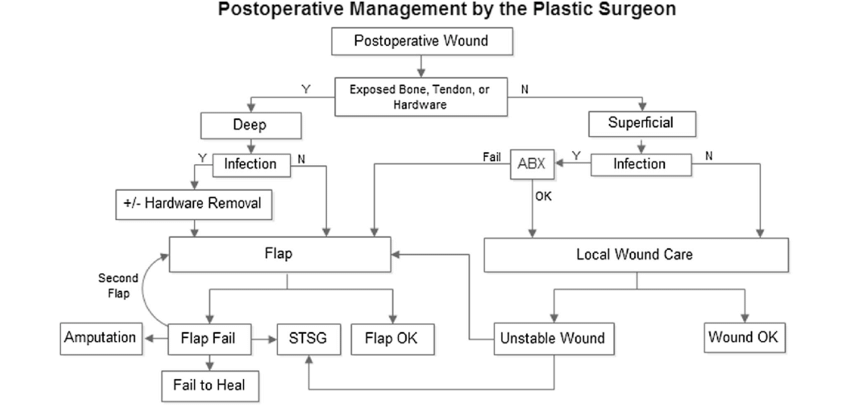 Postoperative Management by the Plastic Surgeon
Postoperative Wound
Y
Exposed Bone, Tendon, or
Hardware
N
Deep
Superficial
Y
Infection
N
Fail
ABX
Y
Infection
N
OK
+/- Hardware Removal
Flap
Local Wound Care
Second
Flap
Amputation
Flap Fail
STSG
Flap OK
Unstable Wound
Wound OK
Fail to Heal